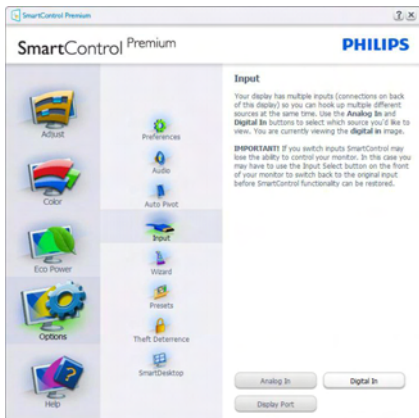 SmartControl Premium
SmartControl Premium
PHILIPS
Adjust
Color
Eco Power
Options
Help
Preferences
Audio
Auto Pivot
Input
Wizard
Presets
Theft Deterrence
SmartDesktop
Input
Your display has multiple inputs (connections on back
of this display) so you can hook up multiple different
sources at the same time. Use the Analog In and
Digital In buttons to select which source you'd like to
view. You are currently viewing the digital in image.
IMPORTANT! If you switch inputs SmartControl may
lose the ability to control your monitor. In this case you
may have to use the Input Select button on the front
of your monitor to switch back to the original input
before SmartControl functionality can be restored.
Analog In
Digital In
Display Port